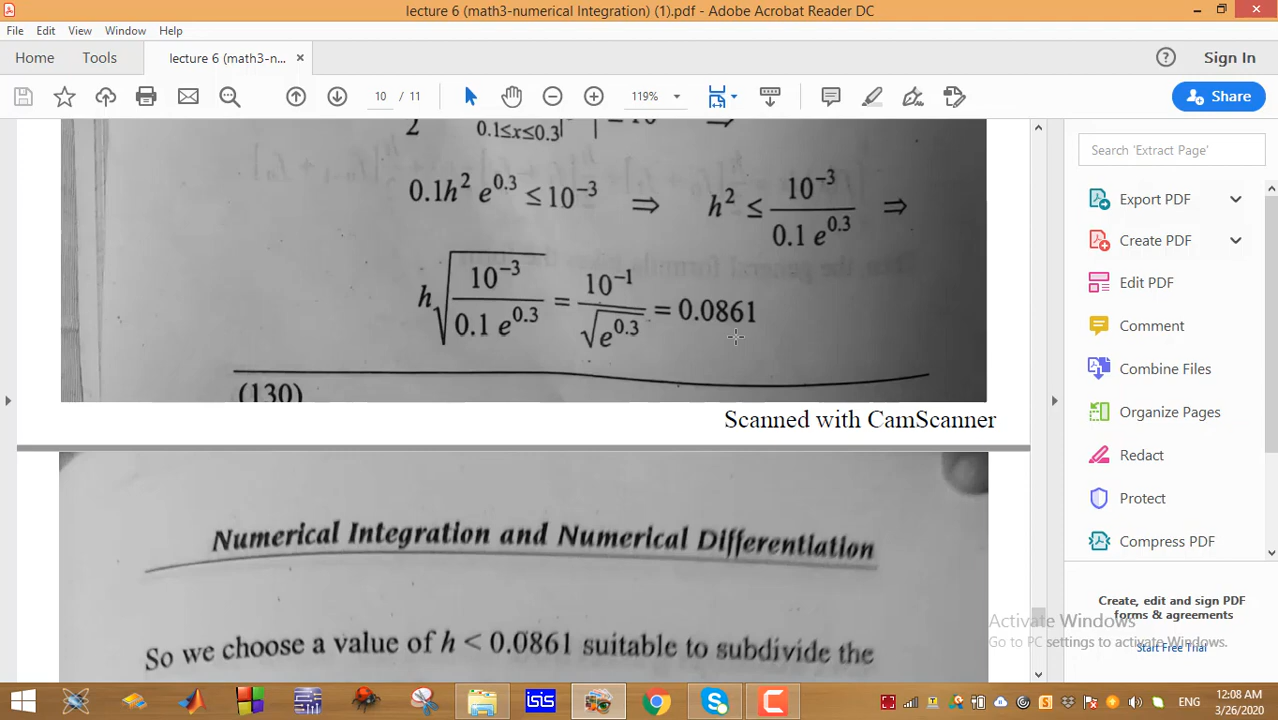 lecture 6 (math3-numerical Integration) (1).pdf - Adobe Acrobat Reader DC
File Edit View Window Help
Home Tools lecture 6 (math3-n... × Sign In
10 / 11 119% Share
2 0.1≤x≤0.3 ⇒
0.1h² e^0.3 ≤ 10⁻³ ⇒ h² ≤ 10⁻³ / 0.1 e^0.3 ⇒
h √(10⁻³ / 0.1 e^0.3) = 10⁻¹ / √e^0.3 = 0.0861
(130)
Scanned with CamScanner
Numerical Integration and Numerical Differentiation
So we choose a value of h < 0.0861 suitable to subdivide the
Search 'Extract Page'
Export PDF
Create PDF
Edit PDF
Comment
Combine Files
Organize Pages
Redact
Protect
Compress PDF
Create, edit and sign PDF
forms & agreements
Start Free Trial
Activate Windows
Go to PC settings to activate Windows.
isis
ENG
12:08 AM
3/26/2020